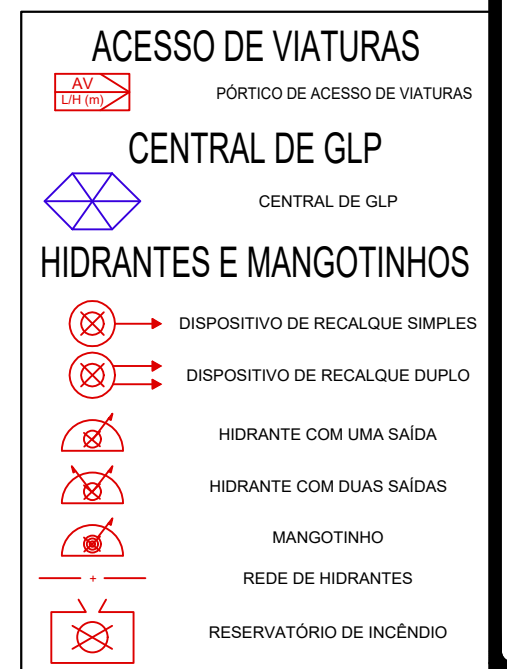 ACESSO DE VIATURAS
AV
L/H (m)
PÓRTICO DE ACESSO DE VIATURAS
CENTRAL DE GLP
CENTRAL DE GLP
HIDRANTES E MANGOTINHOS
DISPOSITIVO DE RECALQUE SIMPLES
DISPOSITIVO DE RECALQUE DUPLO
HIDRANTE COM UMA SAÍDA
HIDRANTE COM DUAS SAÍDAS
MANGOTINHO
REDE DE HIDRANTES
RESERVATÓRIO DE INCÊNDIO